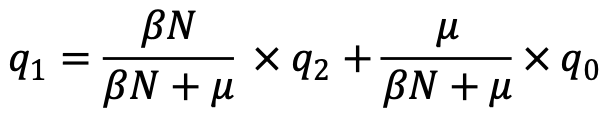 q₁ = βN / (βN + μ) × q₂ + μ / (βN + μ) × q₀